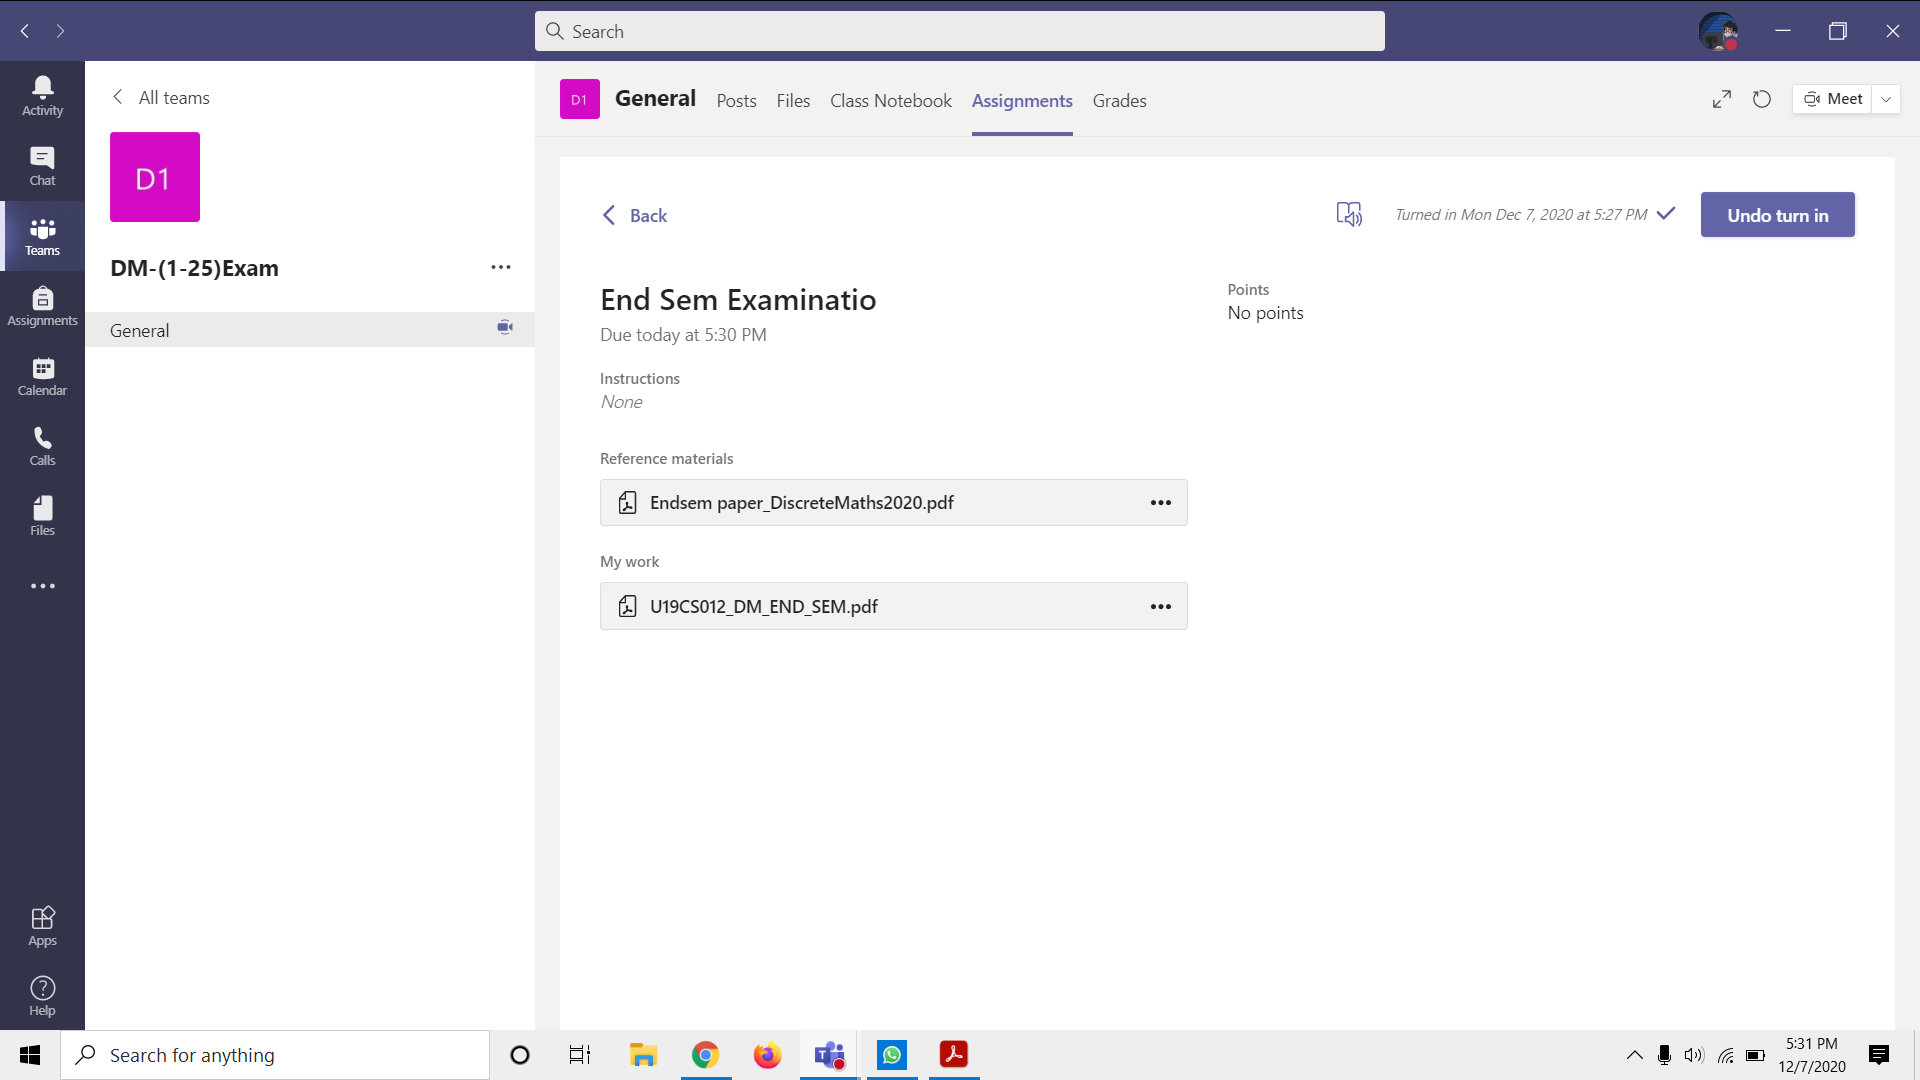 Search
Activity
Chat
Teams
Assignments
Calendar
Calls
Files
Apps
Help
All teams
D1
DM-(1-25)Exam
General
D1
General Posts Files Class Notebook Assignments Grades
Meet
Back
Turned in Mon Dec 7, 2020 at 5:27 PM
Undo turn in
End Sem Examinatio
Due today at 5:30 PM
Points
No points
Instructions
None
Reference materials
Endsem paper_DiscreteMaths2020.pdf
My work
U19CS012_DM_END_SEM.pdf
Search for anything
5:31 PM
12/7/2020